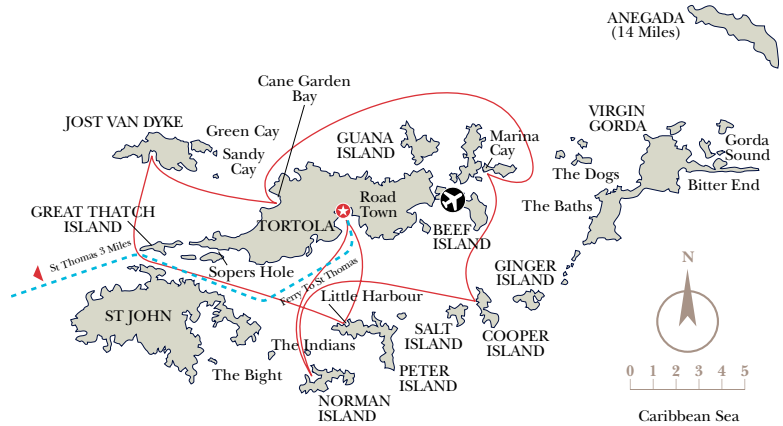 ANEGADA
(14 Miles)
Cane Garden
Bay
JOST VAN DYKE
Green Cay
Sandy
Cay
GUANA
ISLAND
Marina
Cay
VIRGIN
GORDA
Gorda
Sound
The Dogs
Bitter End
The Baths
Road
Town
TORTOLA
GREAT THATCH
ISLAND
BEEF
ISLAND
St Thomas 3 Miles
Sopers Hole
Ferry To St Thomas
GINGER
ISLAND
N
Little Harbour
ST JOHN
The Indians
SALT
ISLAND
COOPER
ISLAND
The Bight
PETER
ISLAND
NORMAN
ISLAND
0 1 2 3 4 5
Caribbean Sea